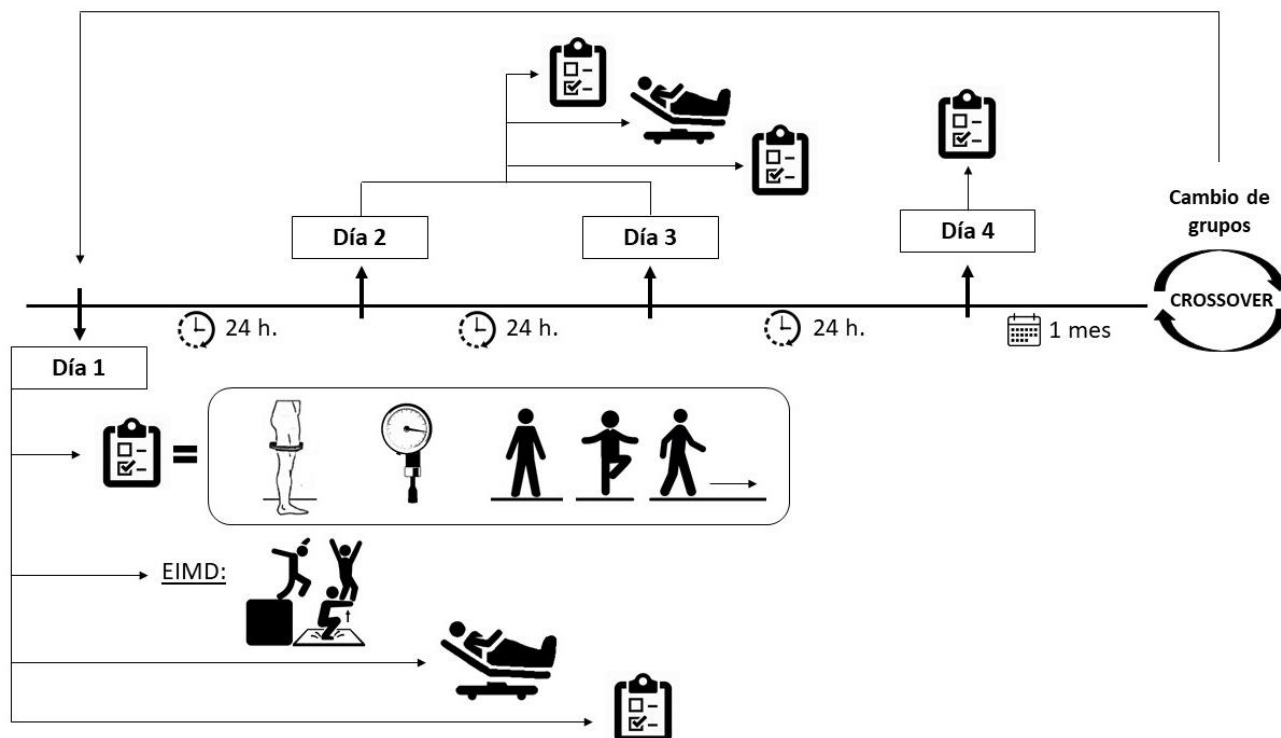 Día 2
Día 3
Día 4
Cambio de
grupos
CROSSOVER
24 h.
24 h.
24 h.
1 mes
Día 1
=
EIMD: